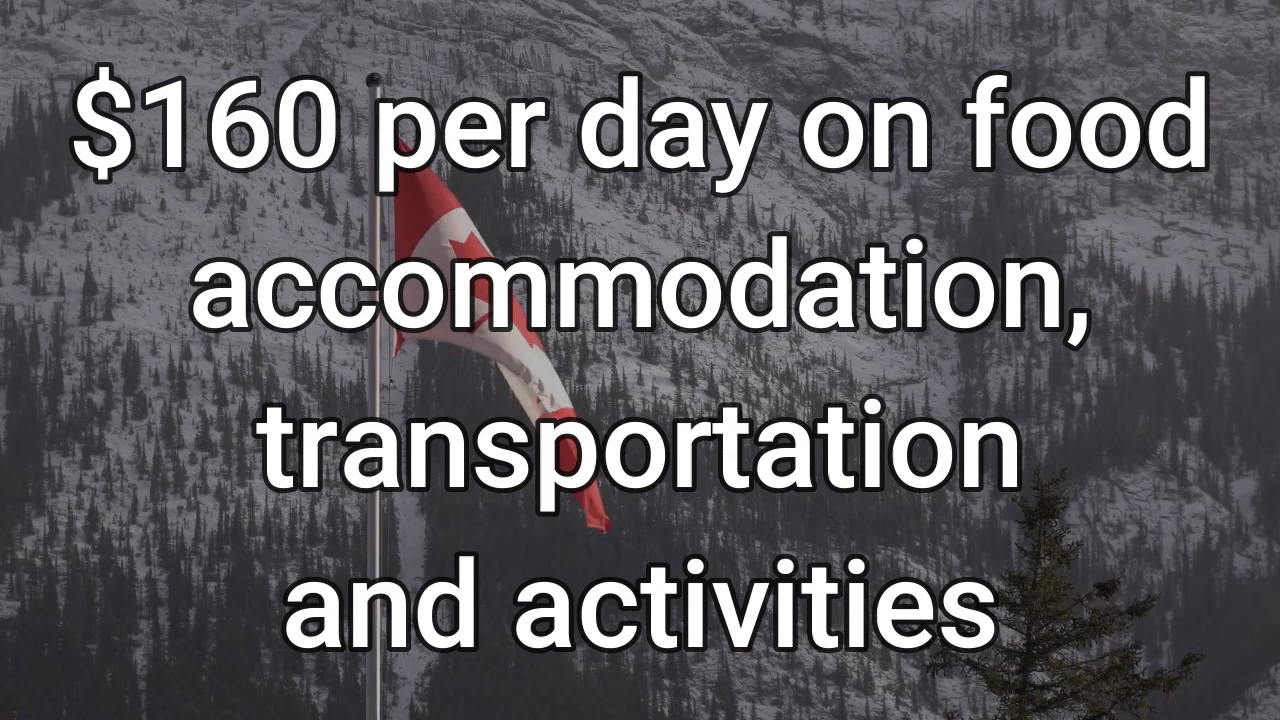 $160 per day on food
accommodation,
transportation
and activities